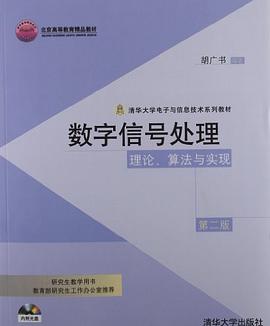 北京高等教育精品教材
清华大学电子与信息技术系列教材
胡广书
数字信号处理
理论、算法与实现
第二版
研究生教学用书
教育部研究生工作办公室推荐
内附光盘
清华大学出版社